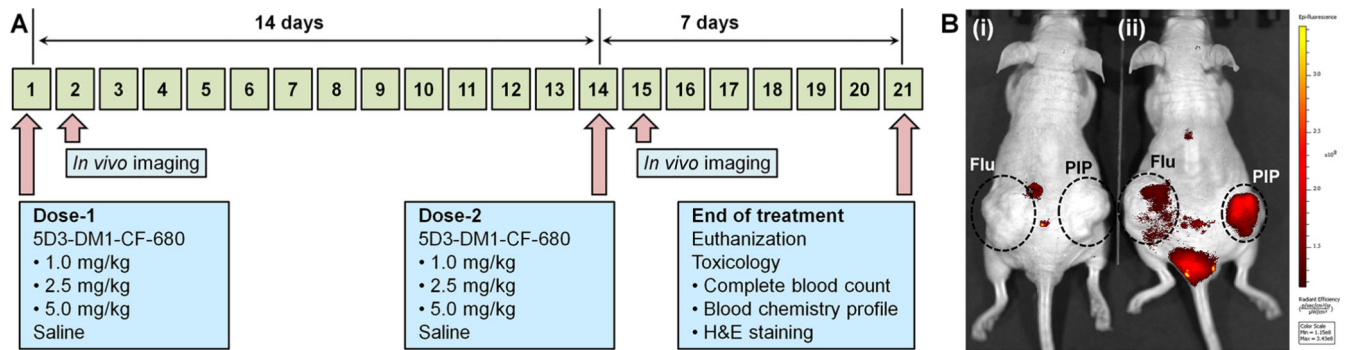 A
14 days
7 days
1 2 3 4 5 6 7 8 9 10 11 12 13 14 15 16 17 18 19 20 21
In vivo imaging
In vivo imaging
Dose-1
5D3-DM1-CF-680
• 1.0 mg/kg
• 2.5 mg/kg
• 5.0 mg/kg
Saline
Dose-2
5D3-DM1-CF-680
• 1.0 mg/kg
• 2.5 mg/kg
• 5.0 mg/kg
Saline
End of treatment
Euthanization
Toxicology
• Complete blood count
• Blood chemistry profile
• H&E staining
B
(i)
(ii)
Flu
PIP
Flu
PIP
Epi-fluorescence
3.0
2.0
1.3
Radiant Efficiency
Color Scale
Min = 1.15e8
Max = 3.43e8